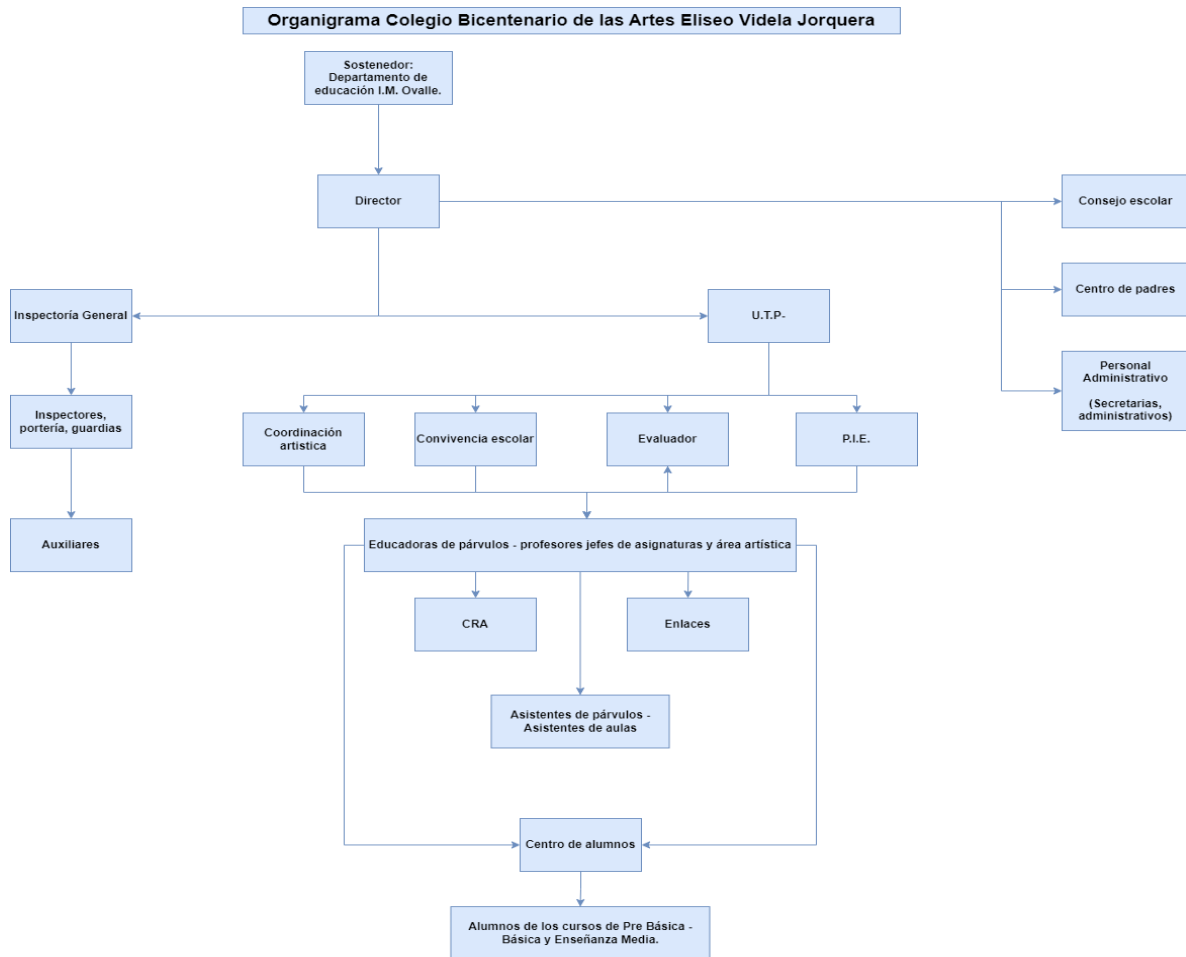 Organigrama Colegio Bicentenario de las Artes Eliseo Videla Jorquera
Sostenedor:
Departamento de
educación I.M. Ovalle.
Director
Consejo escolar
Centro de padres
Inspectoría General
U.T.P-
Personal
Administrativo
(Secretarias,
administrativos)
Inspectores,
portería, guardias
Coordinación
artistica
Convivencia escolar
Evaluador
P.I.E.
Auxiliares
Educadoras de párvulos - profesores jefes de asignaturas y área artística
CRA
Enlaces
Asistentes de párvulos -
Asistentes de aulas
Centro de alumnos
Alumnos de los cursos de Pre Básica -
Básica y Enseñanza Media.